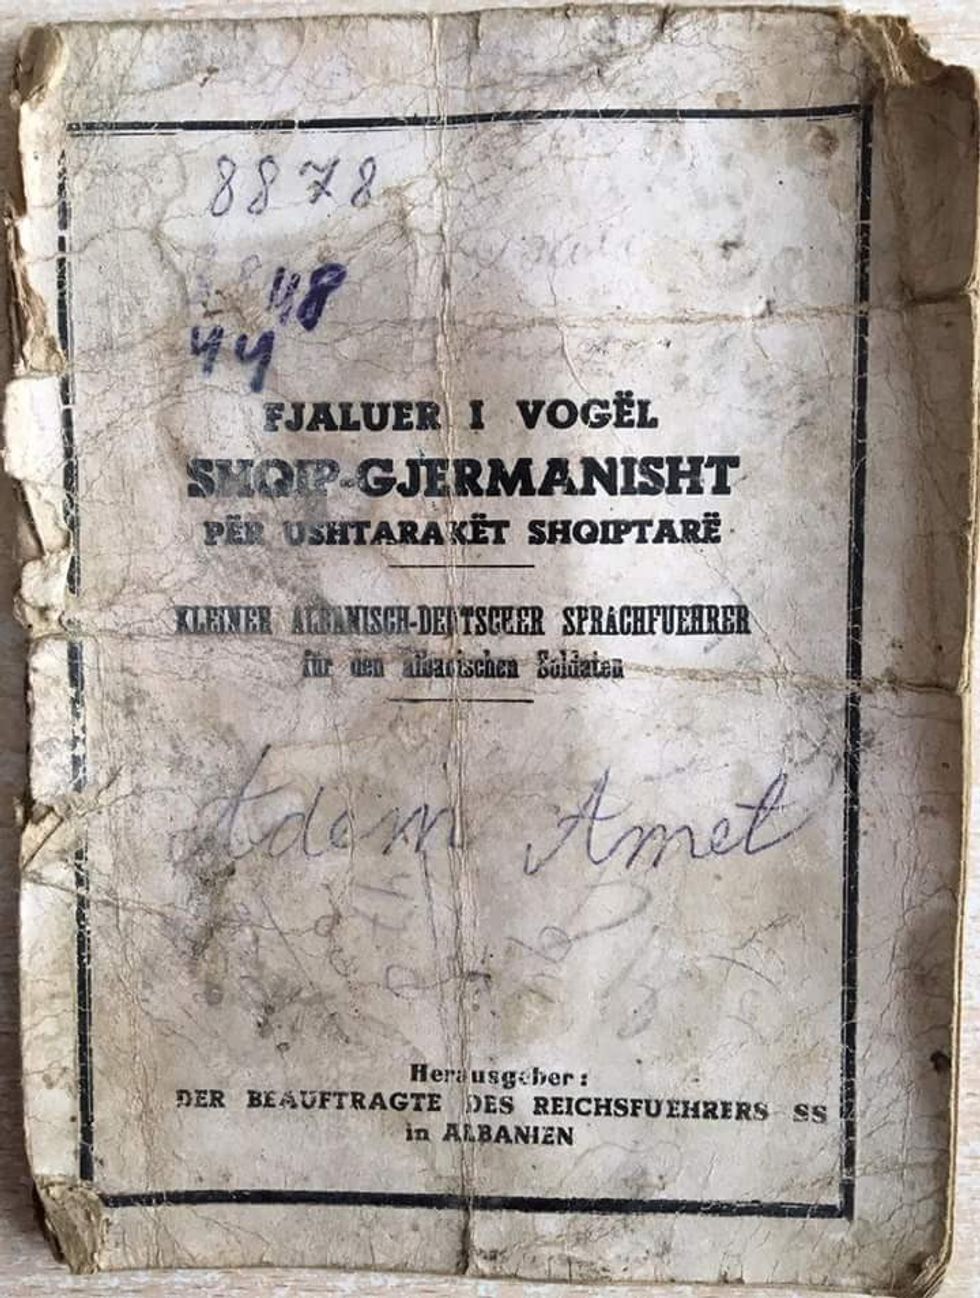 8878
48
44
FJALUER I VOGËL
SHQIP-GJERMANISHT
PËR USHTARAKËT SHQIPTARË
KLEINER ALBANISCH-DEUTSCHER SPRACHFUEHRER
für den albanischen Soldaten
Adem Amet
Herausgeber:
DER BEAUFTRAGTE DES REICHSFUEHRERS SS
in ALBANIEN